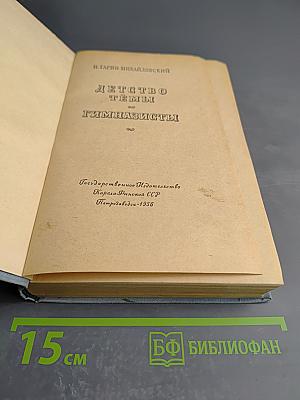 Н. ГАРИН-МИХАЙЛОВСКИЙ
ДЕТСТВО
ТЁМЫ
ГИМНАЗИСТЫ
Государственное Издательство
Карело-Финской ССР
Петрозаводск-1956
15 см
БФ БИБЛИОФАН